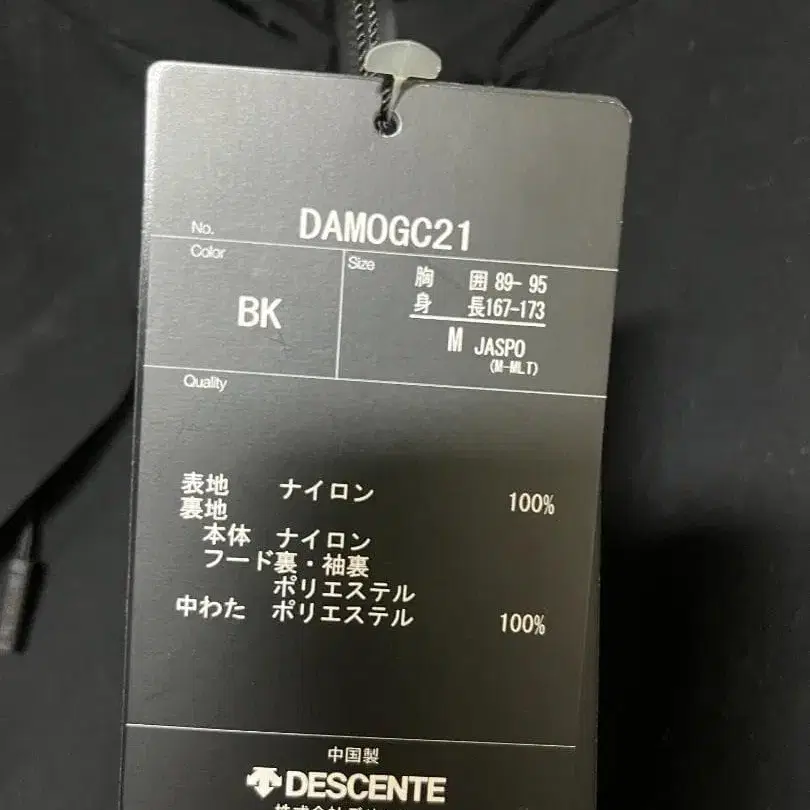 No. DAMOGC21
Color
BK
Size
胸 囲 89- 95
身 長167-173
M JASPO
(M-MLT)
Quality
表地 ナイロン 100%
裏地
本体 ナイロン
フード裏・袖裏
ポリエステル
中わた ポリエステル 100%
中国製
DESCENTE